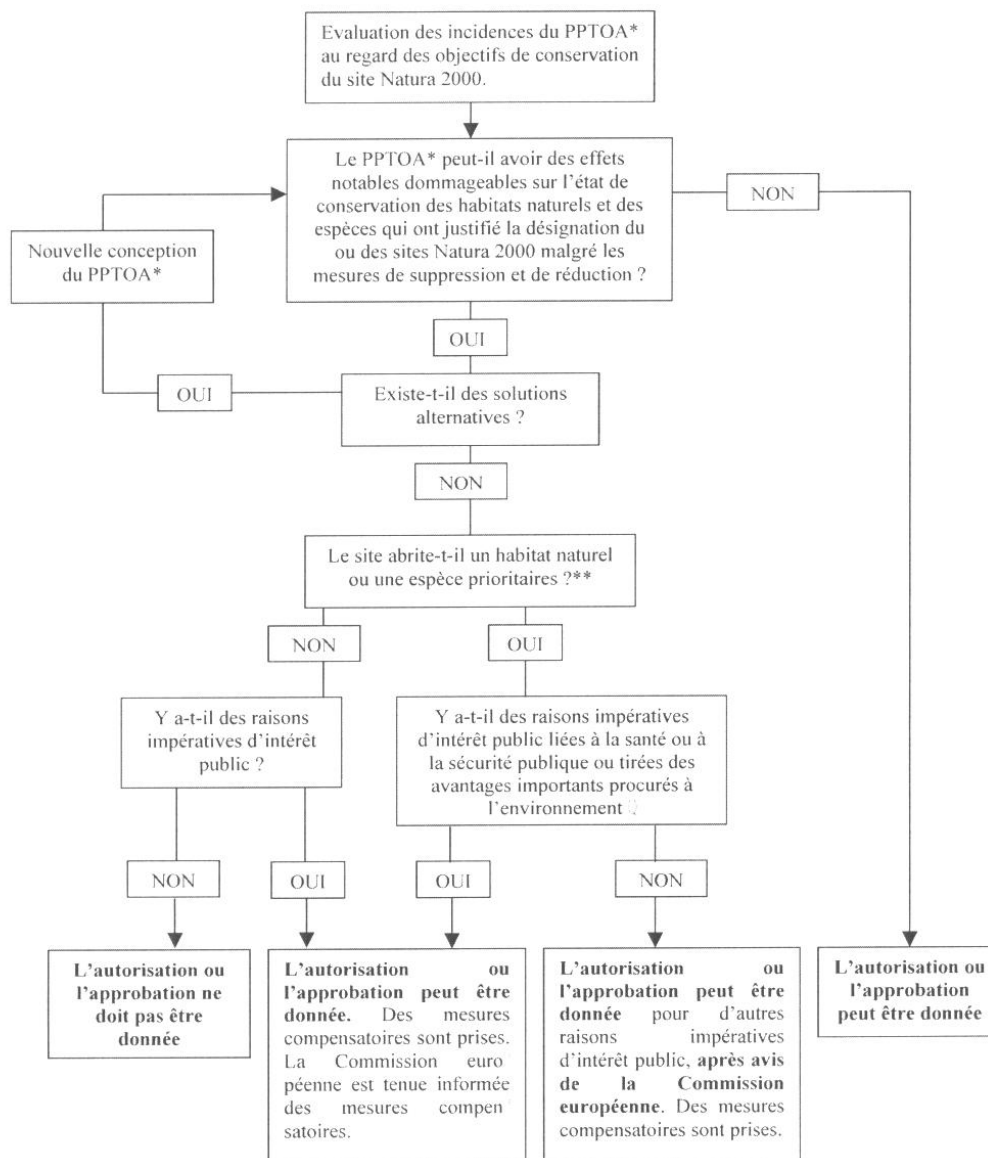 Evaluation des incidences du PPTOA*
au regard des objectifs de conservation
du site Natura 2000.
Le PPTOA* peut-il avoir des effets
notables dommageables sur l'état de
conservation des habitats naturels et des
espèces qui ont justifié la désignation du
ou des sites Natura 2000 malgré les
mesures de suppression et de réduction ?
NON
Nouvelle conception
du PPTOA*
OUI
OUI
Existe-t-il des solutions
alternatives ?
NON
Le site abrite-t-il un habitat naturel
ou une espèce prioritaires ?**
NON
OUI
Y a-t-il des raisons
impératives d'intérêt
public ?
Y a-t-il des raisons impératives
d'intérêt public liées à la santé ou à
la sécurité publique ou tirées des
avantages importants procurés à
l'environnement
NON
OUI
OUI
NON
L'autorisation ou
l'approbation ne
doit pas être
donnée
L'autorisation ou
l'approbation peut être
donnée. Des mesures
compensatoires sont prises.
La Commission euro
péenne est tenue informée
des mesures compen
satoires.
L'autorisation ou
l'approbation peut être
donnée pour d'autres
raisons impératives
d'intérêt public, après avis
de la Commission
européenne. Des mesures
compensatoires sont prises.
L'autorisation ou
l'approbation
peut être donnée